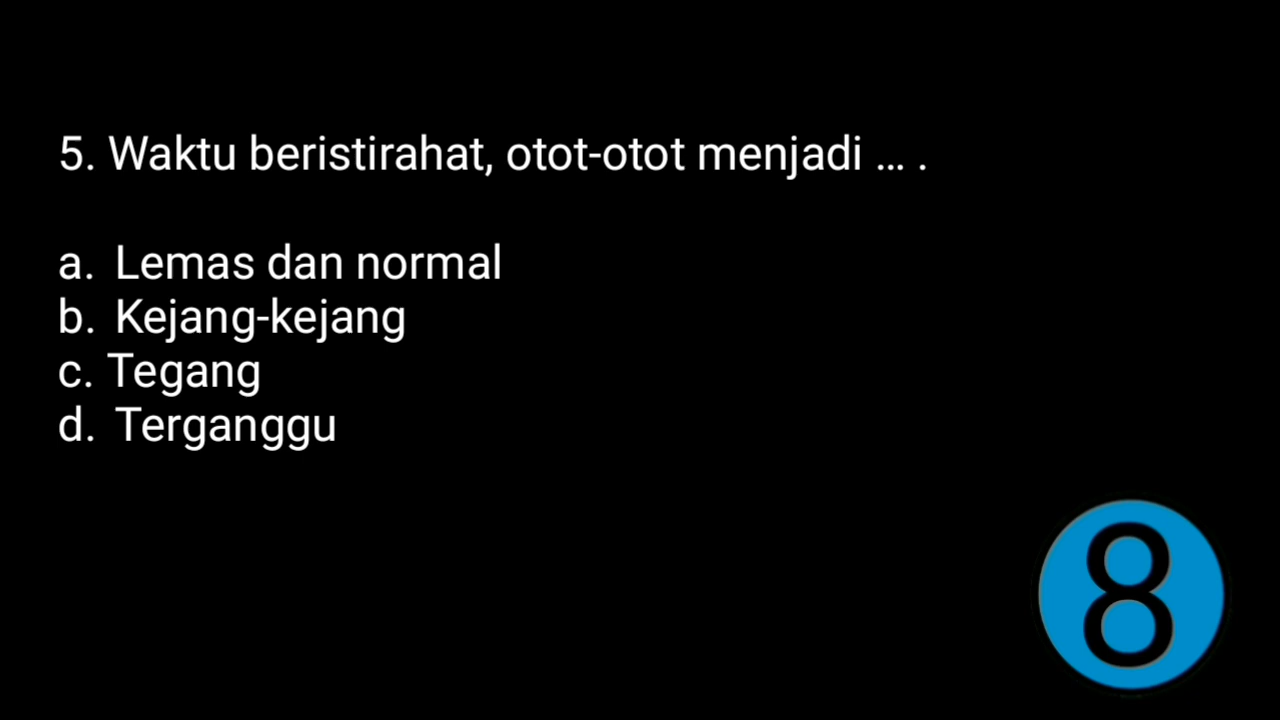 5. Waktu beristirahat, otot-otot menjadi ... .
a. Lemas dan normal
b. Kejang-kejang
c. Tegang
d. Terganggu
8